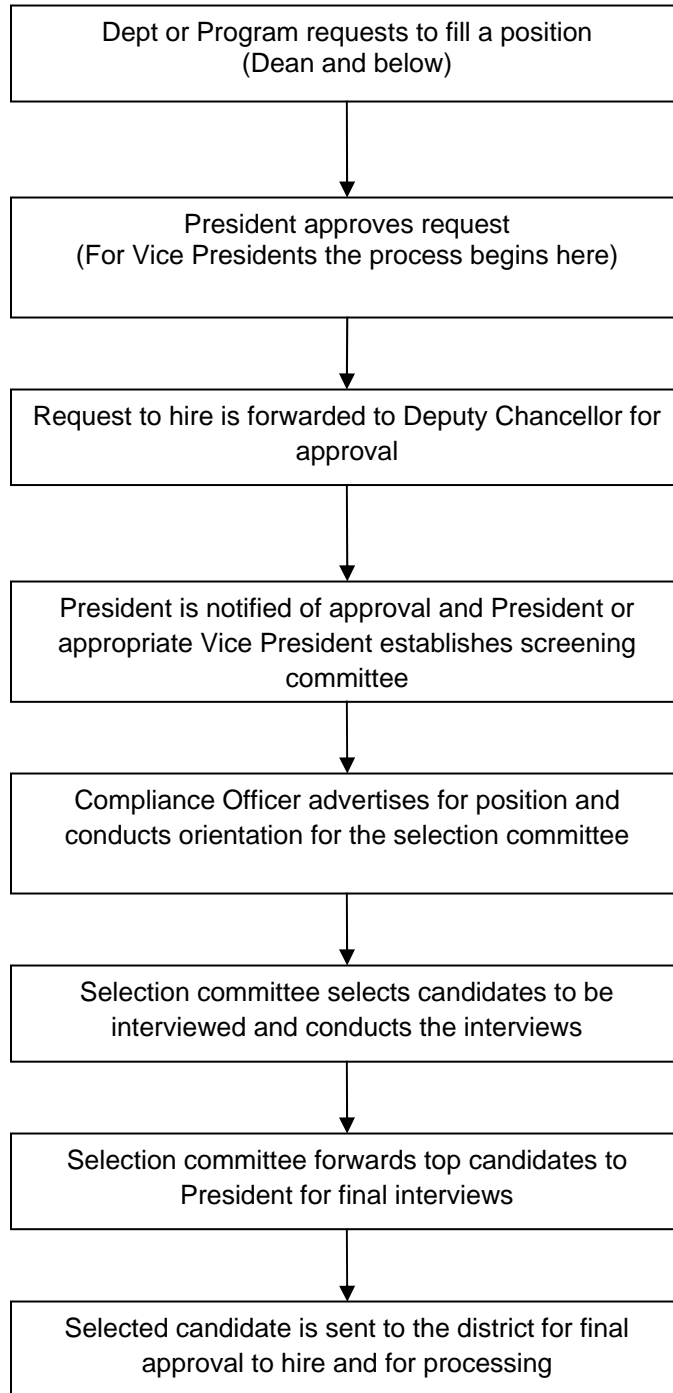 Dept or Program requests to fill a position
(Dean and below)
President approves request
(For Vice Presidents the process begins here)
Request to hire is forwarded to Deputy Chancellor for
approval
President is notified of approval and President or
appropriate Vice President establishes screening
committee
Compliance Officer advertises for position and
conducts orientation for the selection committee
Selection committee selects candidates to be
interviewed and conducts the interviews
Selection committee forwards top candidates to
President for final interviews
Selected candidate is sent to the district for final
approval to hire and for processing